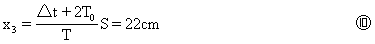 x₃ = (△t + 2T₀)/T S = 22cm ⑩